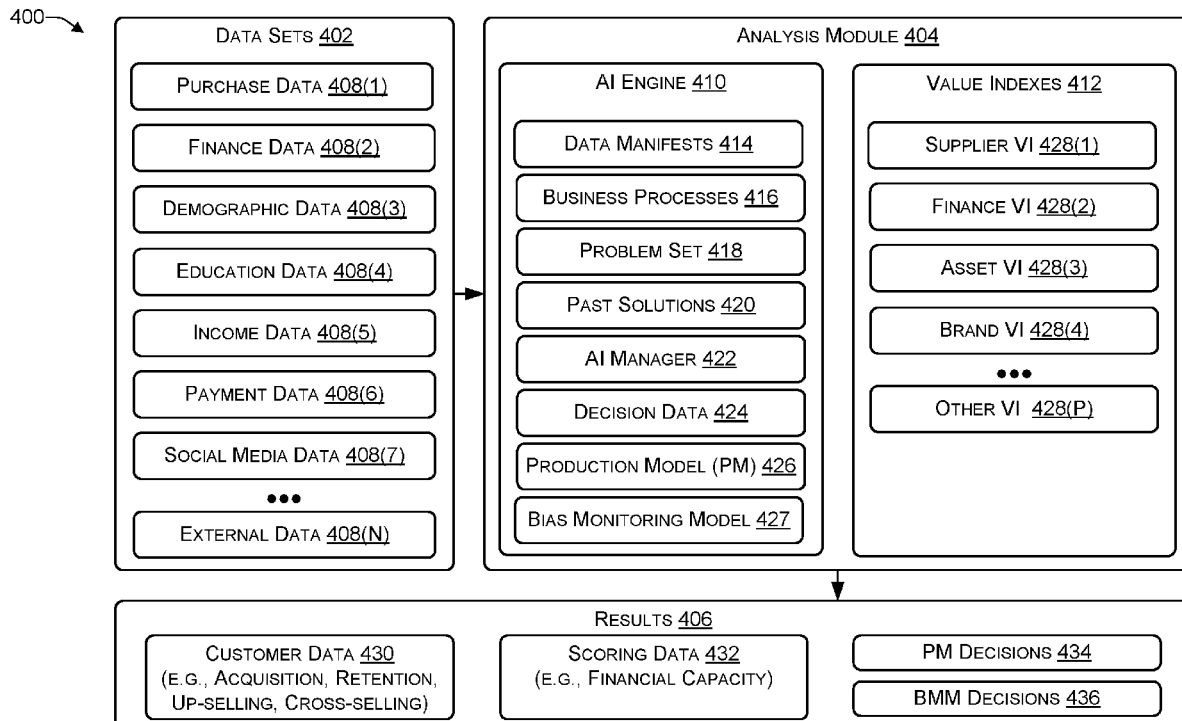 400
DATA SETS 402
PURCHASE DATA 408(1)
FINANCE DATA 408(2)
DEMOGRAPHIC DATA 408(3)
EDUCATION DATA 408(4)
INCOME DATA 408(5)
PAYMENT DATA 408(6)
SOCIAL MEDIA DATA 408(7)
•••
EXTERNAL DATA 408(N)
ANALYSIS MODULE 404
AI ENGINE 410
DATA MANIFESTS 414
BUSINESS PROCESSES 416
PROBLEM SET 418
PAST SOLUTIONS 420
AI MANAGER 422
DECISION DATA 424
PRODUCTION MODEL (PM) 426
BIAS MONITORING MODEL 427
VALUE INDEXES 412
SUPPLIER VI 428(1)
FINANCE VI 428(2)
ASSET VI 428(3)
BRAND VI 428(4)
•••
OTHER VI 428(P)
RESULTS 406
CUSTOMER DATA 430
(E.G., ACQUISITION, RETENTION,
UP-SELLING, CROSS-SELLING)
SCORING DATA 432
(E.G., FINANCIAL CAPACITY)
PM DECISIONS 434
BMM DECISIONS 436